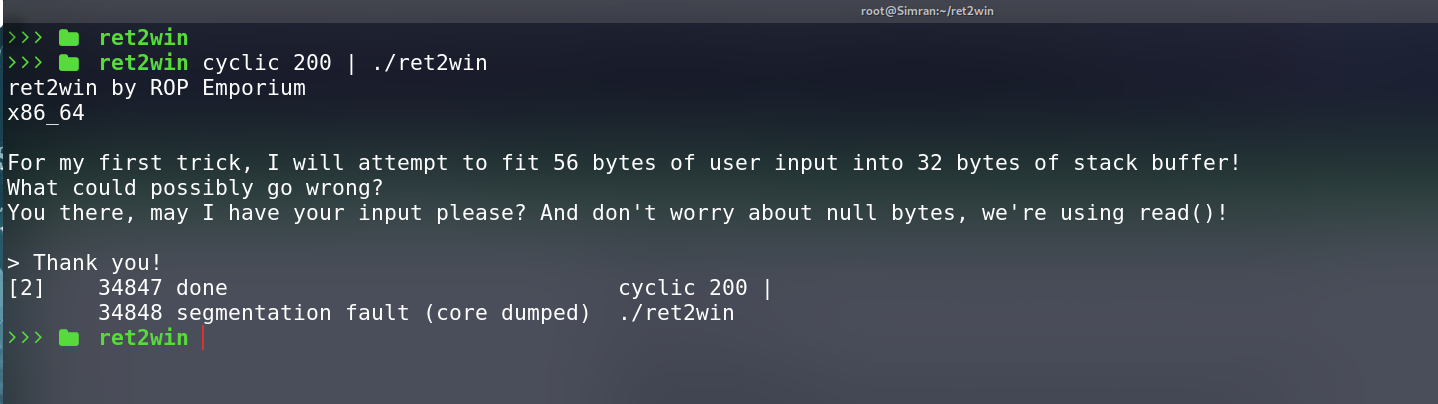 root@Simran:~/ret2win
>>> ret2win
>>> ret2win cyclic 200 | ./ret2win
ret2win by ROP Emporium
x86_64
For my first trick, I will attempt to fit 56 bytes of user input into 32 bytes of stack buffer!
What could possibly go wrong?
You there, may I have your input please? And don't worry about null bytes, we're using read()!
> Thank you!
[2]    34847 done                              cyclic 200 |
       34848 segmentation fault (core dumped)  ./ret2win
>>> ret2win